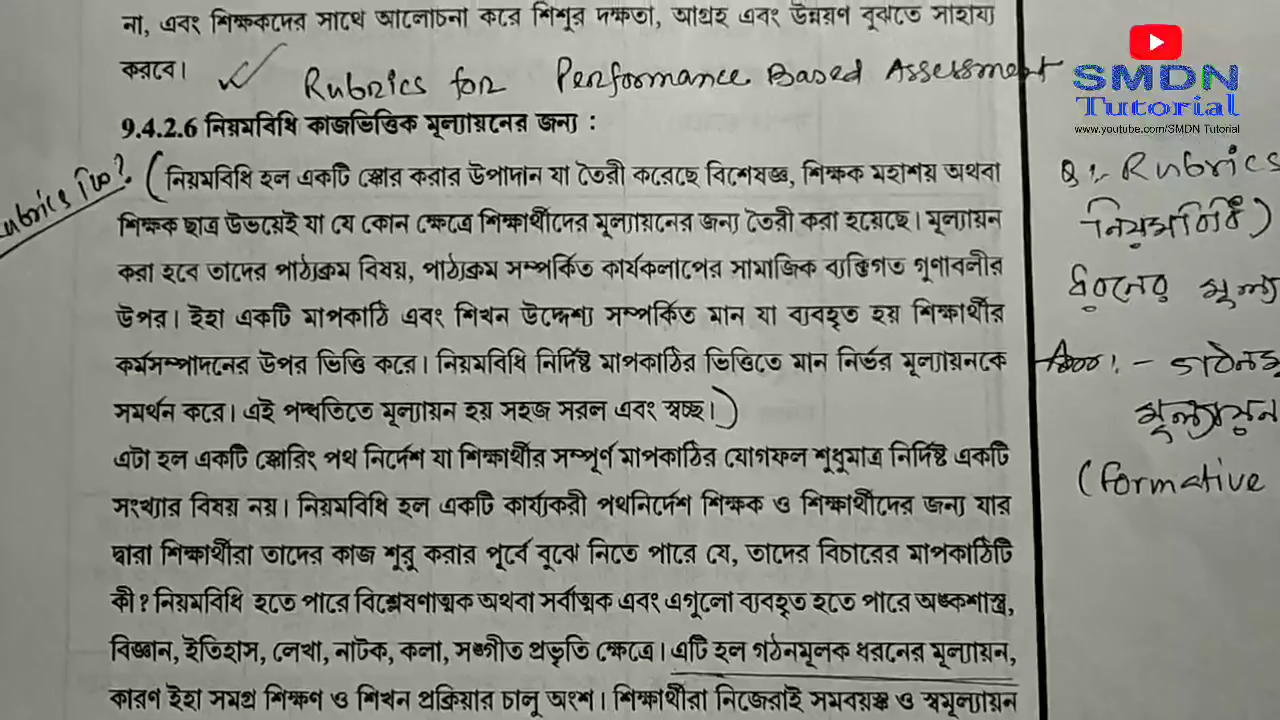 না, এবং শিক্ষকদের সাথে আলোচনা করে শিশুর দক্ষতা, আগ্রহ এবং উন্নয়ণ বুঝতে সাহায্য
করবে।
Rubrics for Performance Based Assessment
9.4.2.6 নিয়মবিধি কাজভিত্তিক মূল্যায়নের জন্য :
(নিয়মবিধি হল একটি স্কোর করার উপাদান যা তৈরী করেছে বিশেষজ্ঞ, শিক্ষক মহাশয় অথবা
শিক্ষক ছাত্র উভয়েই যা যে কোন ক্ষেত্রে শিক্ষার্থীদের মূল্যায়নের জন্য তৈরী করা হয়েছে। মূল্যায়ন
করা হবে তাদের পাঠ্যক্রম বিষয়, পাঠ্যক্রম সম্পর্কিত কার্যকলাপের সামাজিক ব্যক্তিগত গূণাবলীর
উপর। ইহা একটি মাপকাঠি এবং শিখন উদ্দেশ্য সম্পর্কিত মান যা ব্যবহৃত হয় শিক্ষার্থীর
কর্মসম্পাদনের উপর ভিত্তি করে। নিয়মবিধি নির্দিষ্ট মাপকাঠির ভিত্তিতে মান নির্ভর মূল্যায়নকে
সমর্থন করে। এই পদ্ধতিতে মূল্যায়ন হয় সহজ সরল এবং স্বচ্ছ।)
এটা হল একটি স্কোরিং পথ নির্দেশ যা শিক্ষার্থীর সম্পূর্ণ মাপকাঠির যোগফল শুধুমাত্র নির্দিষ্ট একটি
সংখ্যার বিষয় নয়। নিয়মবিধি হল একটি কার্য্যকরী পথনির্দেশ শিক্ষক ও শিক্ষার্থীদের জন্য যার
দ্বারা শিক্ষার্থীরা তাদের কাজ শুরু করার পূর্বে বুঝে নিতে পারে যে, তাদের বিচারের মাপকাঠিটি
কী? নিয়মবিধি হতে পারে বিশ্লেষণাত্মক অথবা সর্বাত্মক এবং এগুলো ব্যবহৃত হতে পারে অঙ্কশাস্ত্র,
বিজ্ঞান, ইতিহাস, লেখা, নাটক, কলা, সঙ্গীত প্রভৃতি ক্ষেত্রে। এটি হল গঠনমূলক ধরনের মূল্যায়ন,
কারণ ইহা সমগ্র শিক্ষণ ও শিখন প্রক্রিয়ার চালু অংশ। শিক্ষার্থীরা নিজেরাই সমবয়স্ক ও স্বমূল্যায়ন
SMDN
Tutorial
www.youtube.com/SMDN Tutorial
Q :- Rubrics
ধরনের মূল্য
মূল্যায়ন
(formative